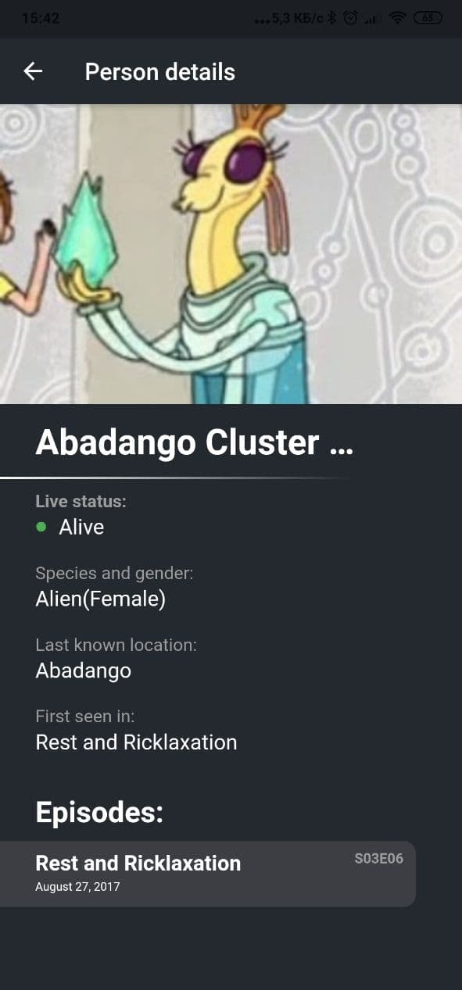 15:42
...5,3 КБ/с
63
Person details
Abadango Cluster ...
Live status:
Alive
Species and gender:
Alien(Female)
Last known location:
Abadango
First seen in:
Rest and Ricklaxation
Episodes:
Rest and Ricklaxation
S03E06
August 27, 2017